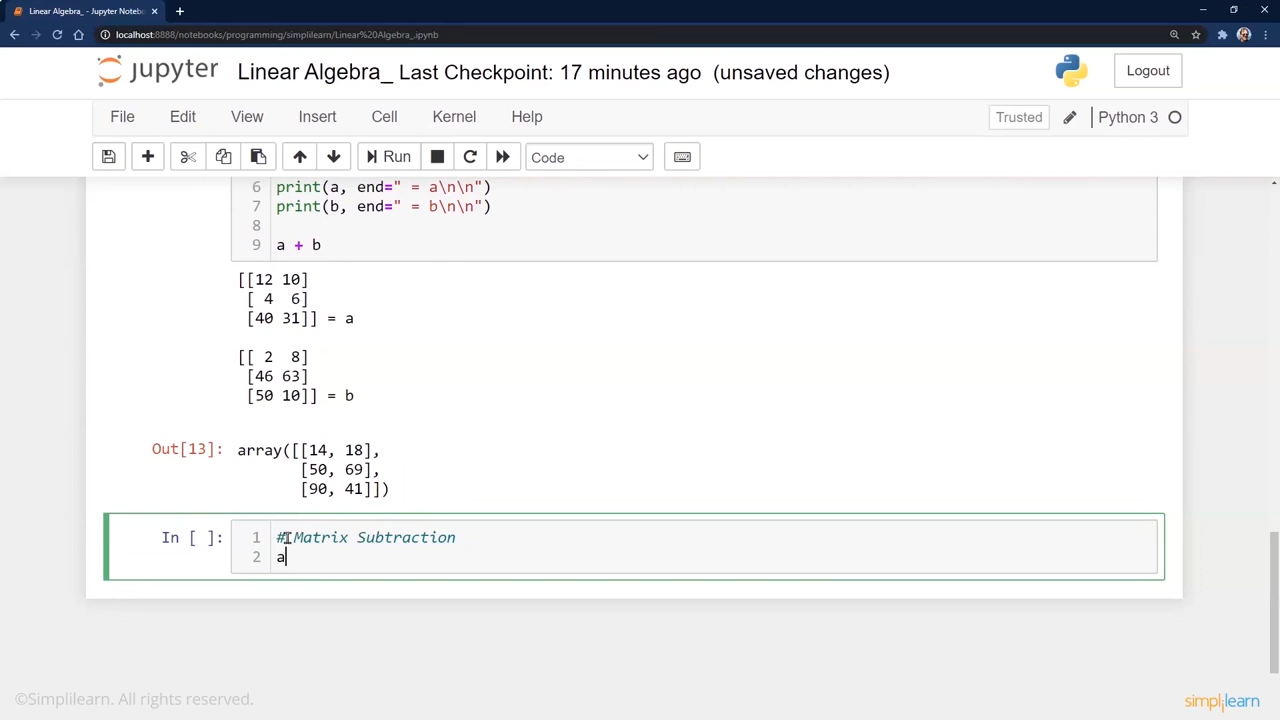 Linear Algebra_ - Jupyter Notebo
localhost:8888/notebooks/programming/simplilearn/Linear%20Algebra_.ipynb
jupyter Linear Algebra_ Last Checkpoint: 17 minutes ago (unsaved changes) Logout
File Edit View Insert Cell Kernel Help Trusted Python 3
Run Code
6 print(a, end=" = a\n\n")
7 print(b, end=" = b\n\n")
8
9 a + b
[[12 10]
[ 4 6]
[40 31]] = a
[[ 2 8]
[46 63]
[50 10]] = b
Out[13]: array([[14, 18],
[50, 69],
[90, 41]])
In [ ]: 1 # Matrix Subtraction
2 a
©Simplilearn. All rights reserved. simplilearn